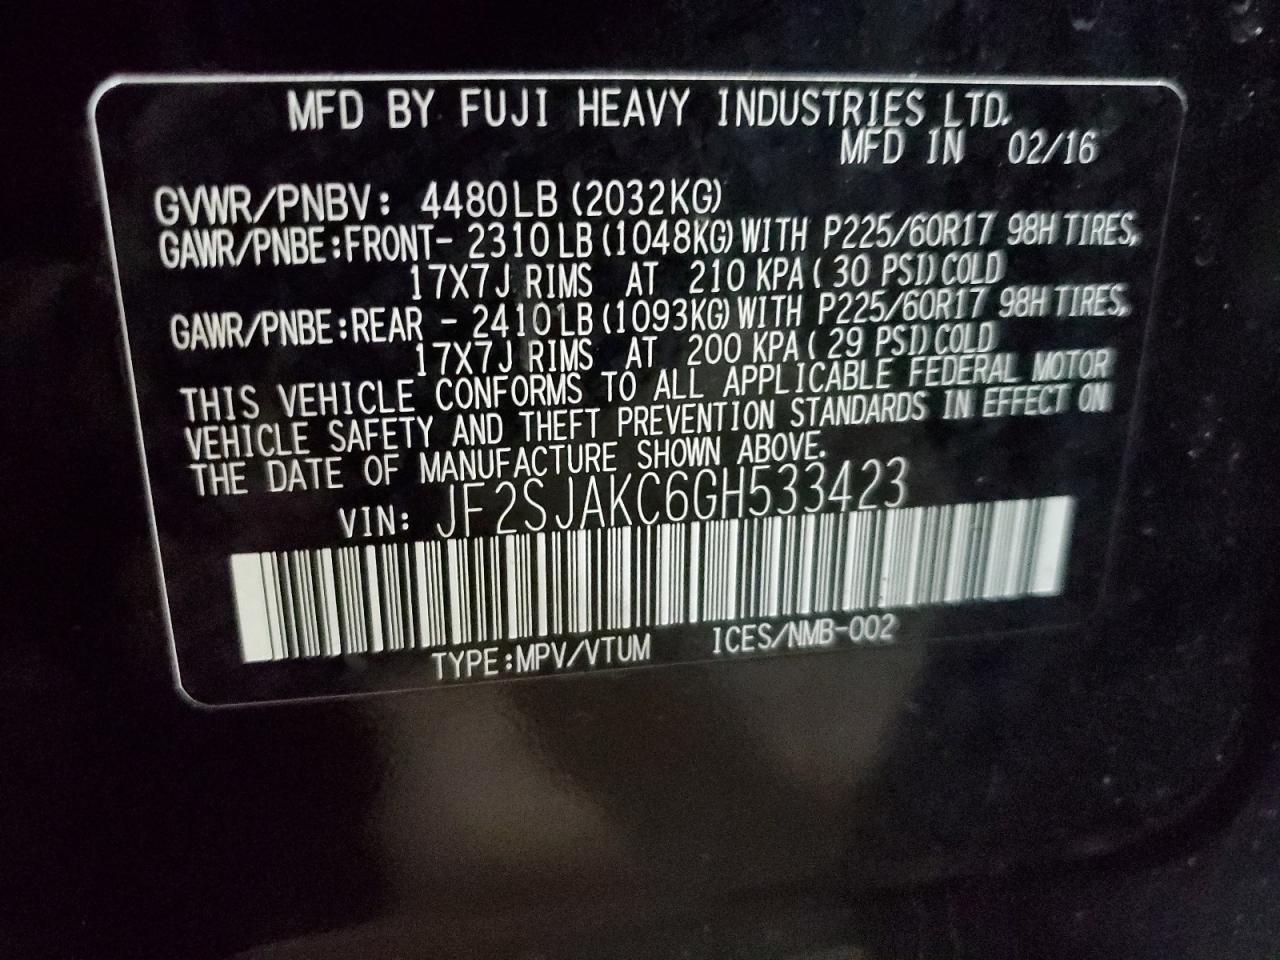 MFD BY FUJI HEAVY INDUSTRIES LTD.
MFD IN 02/16
GVWR/PNBV: 4480LB (2032KG)
GAWR/PNBE:FRONT- 2310LB (1048KG) WITH P225/60R17 98H TIRES,
17X7J RIMS AT 210 KPA ( 30 PSI) COLD
GAWR/PNBE:REAR - 2410LB (1093KG) WITH P225/60R17 98H TIRES,
17X7J RIMS AT 200 KPA ( 29 PSI) COLD
THIS VEHICLE CONFORMS TO ALL APPLICABLE FEDERAL MOTOR
VEHICLE SAFETY AND THEFT PREVENTION STANDARDS IN EFFECT ON
THE DATE OF MANUFACTURE SHOWN ABOVE.
VIN: JF2SJAKC6GH533423
TYPE:MPV/VTUM ICES/NMB-002